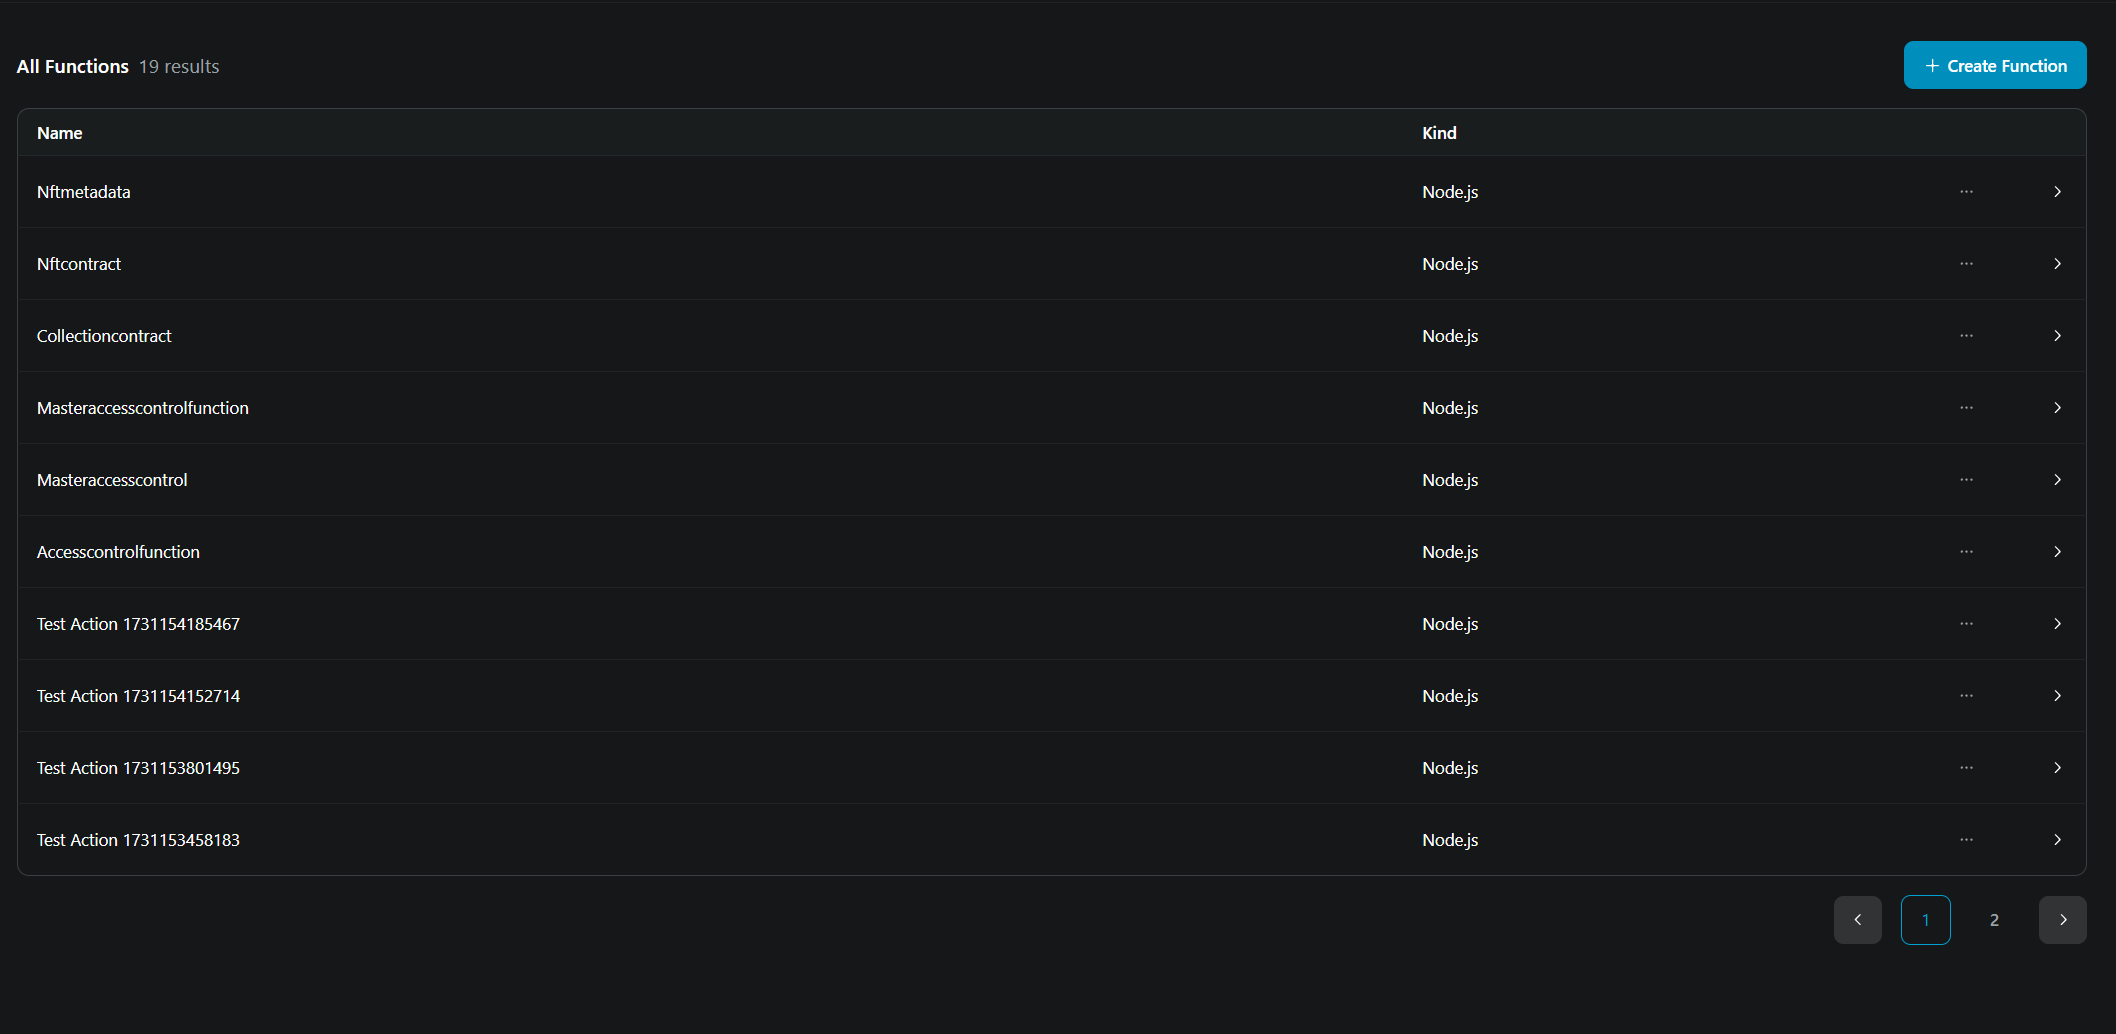 All Functions 19 results
Create Function
Name Kind
Nftmetadata Node.js
Nftcontract Node.js
Collectioncontract Node.js
Masteraccesscontrolfunction Node.js
Masteraccesscontrol Node.js
Accesscontrolfunction Node.js
Test Action 1731154185467 Node.js
Test Action 1731154152714 Node.js
Test Action 1731153801495 Node.js
Test Action 1731153458183 Node.js
1 2